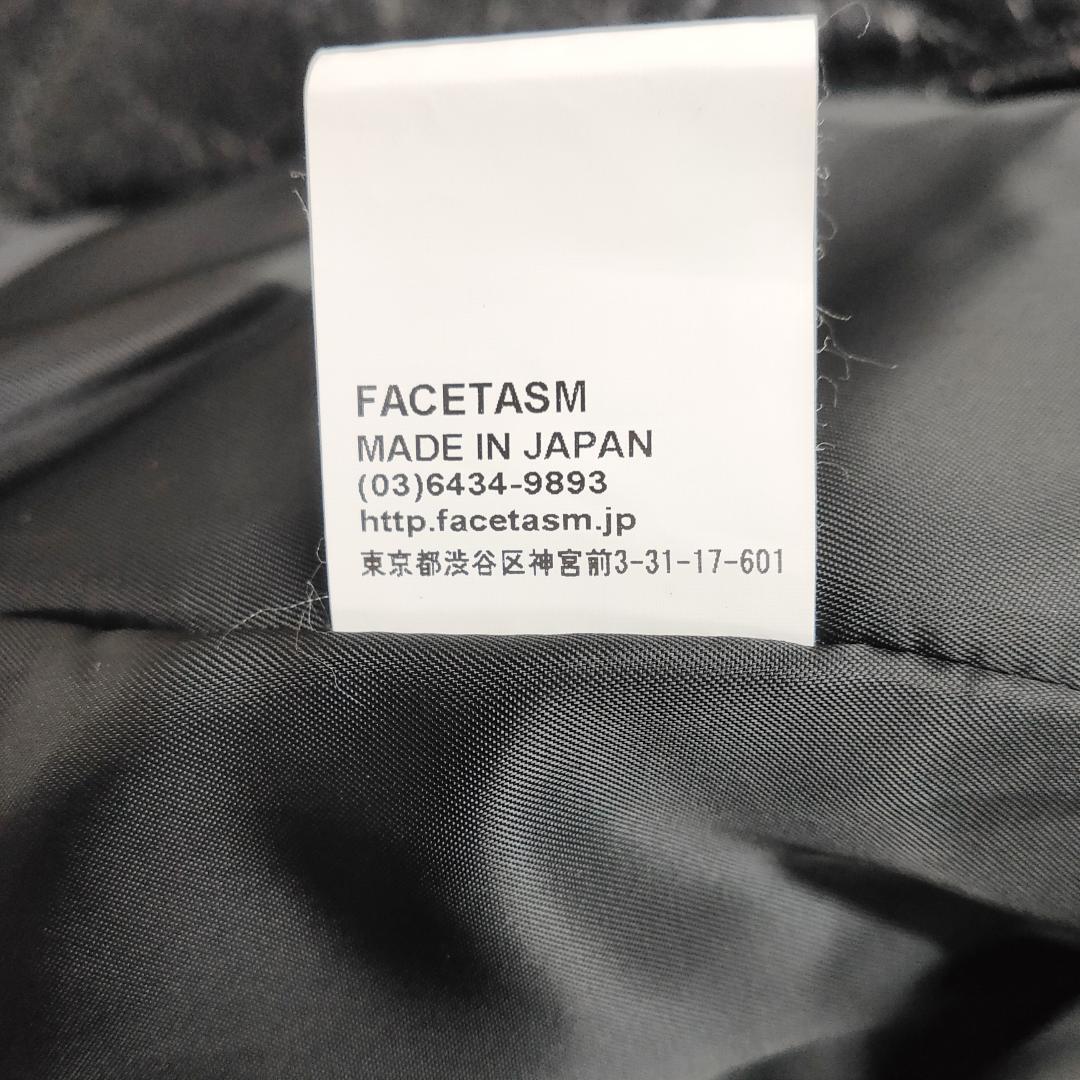 FACETASM
MADE IN JAPAN
(03)6434-9893
http.facetasm.jp
東京都渋谷区神宮前3-31-17-601